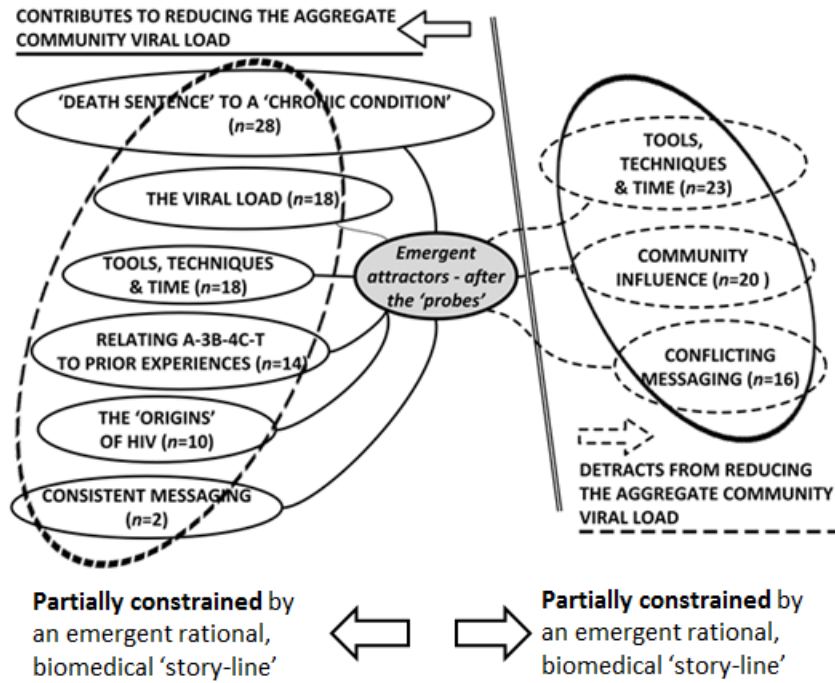 CONTRIBUTES TO REDUCING THE AGGREGATE
COMMUNITY VIRAL LOAD
'DEATH SENTENCE' TO A 'CHRONIC CONDITION'
(n=28)
THE VIRAL LOAD (n=18)
TOOLS, TECHNIQUES
& TIME (n=18)
RELATING A-3B-4C-T
TO PRIOR EXPERIENCES (n=14)
THE 'ORIGINS'
OF HIV (n=10)
CONSISTENT MESSAGING
(n=2)
Emergent
attractors - after
the 'probes'
TOOLS,
TECHNIQUES
& TIME (n=23)
COMMUNITY
INFLUENCE (n=20 )
CONFLICTING
MESSAGING (n=16)
DETRACTS FROM REDUCING
THE AGGREGATE COMMUNITY
VIRAL LOAD
Partially constrained by
an emergent rational,
biomedical 'story-line'
Partially constrained by
an emergent rational,
biomedical 'story-line'